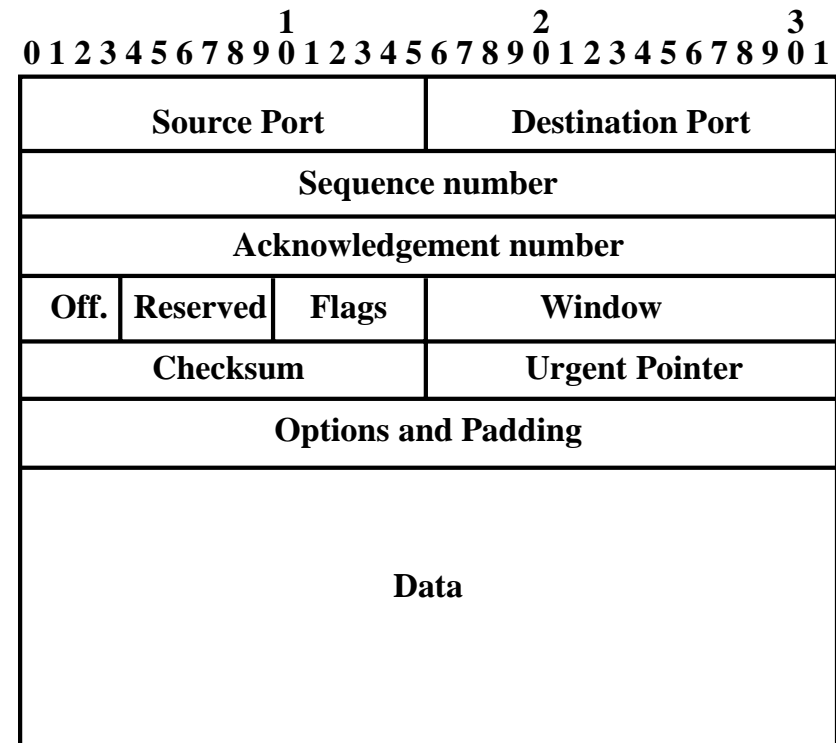 1 2 3
0 1 2 3 4 5 6 7 8 9 0 1 2 3 4 5 6 7 8 9 0 1 2 3 4 5 6 7 8 9 0 1
Source Port Destination Port
Sequence number
Acknowledgement number
Off. Reserved Flags Window
Checksum Urgent Pointer
Options and Padding
Data